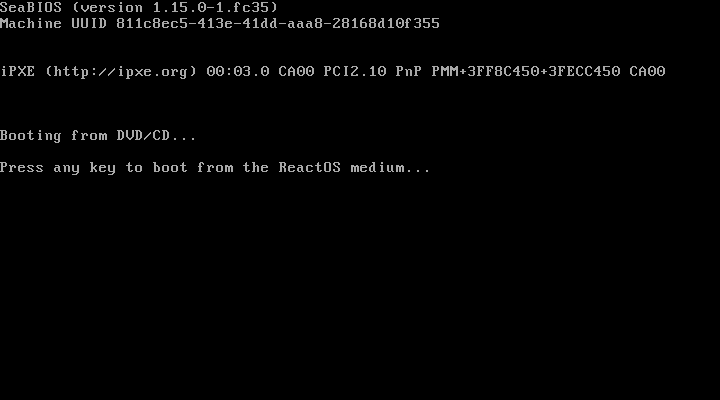 SeaBIOS (version 1.15.0-1.fc35)
Machine UUID 811c8ec5-413e-41dd-aaa8-28168d10f355
iPXE (http://ipxe.org) 00:03.0 CA00 PCI2.10 PnP PMM+3FF8C450+3FECC450 CA00
Booting from DVD/CD...
Press any key to boot from the ReactOS medium...